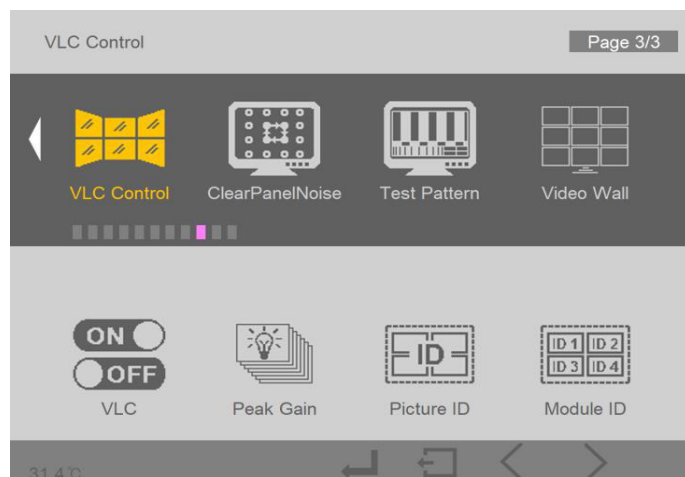 VLC Control
Page 3/3
VLC Control
ClearPanelNoise
Test Pattern
Video Wall
ON
OFF
ID
ID 1 ID 2
ID 3 ID 4
VLC
Peak Gain
Picture ID
Module ID
31.4℃